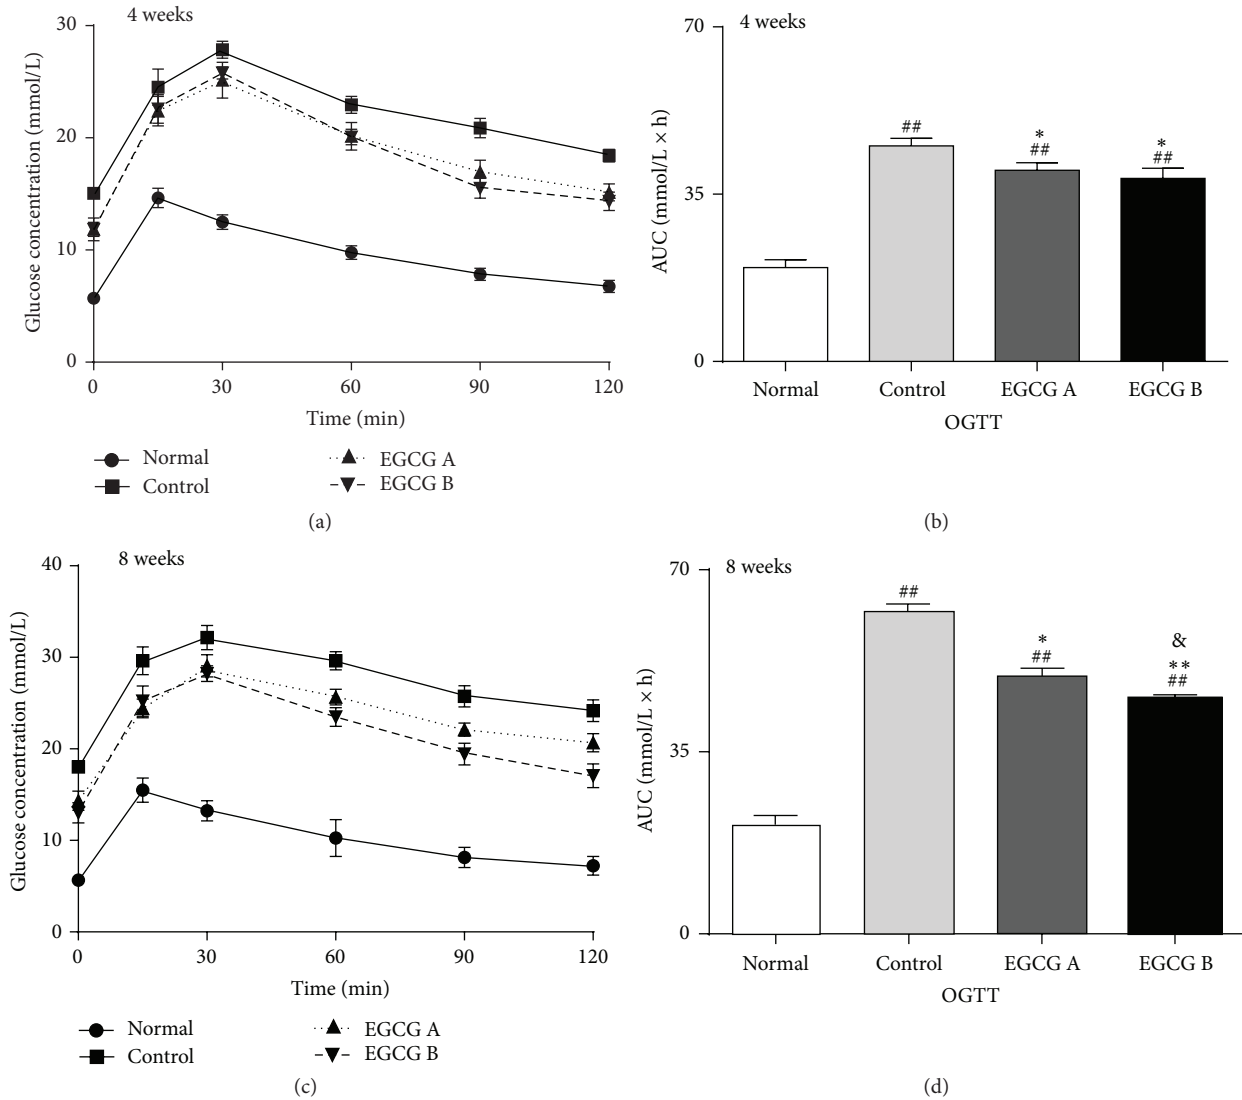 4 weeks
30
20
10
0
Glucose concentration (mmol/L)
0 30 60 90 120
Time (min)
Normal
Control
EGCG A
EGCG B
(a)
4 weeks
70
35
0
AUC (mmol/L × h)
##
*
##
*
##
Normal Control EGCG A EGCG B
OGTT
(b)
8 weeks
40
30
20
10
0
Glucose concentration (mmol/L)
0 30 60 90 120
Time (min)
Normal
Control
EGCG A
EGCG B
(c)
8 weeks
70
35
0
AUC (mmol/L × h)
##
*
##
&
**
##
Normal Control EGCG A EGCG B
OGTT
(d)